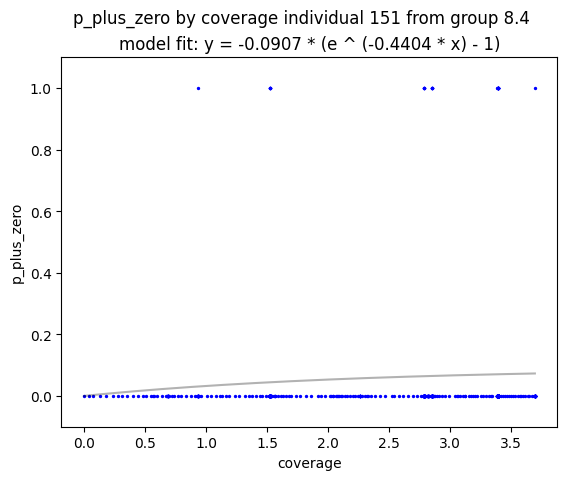 p_plus_zero by coverage individual 151 from group 8.4
model fit: y = -0.0907 * (e ^ (-0.4404 * x) - 1)
1.0
0.8
0.6
0.4
0.2
0.0
p_plus_zero
0.0 0.5 1.0 1.5 2.0 2.5 3.0 3.5
coverage